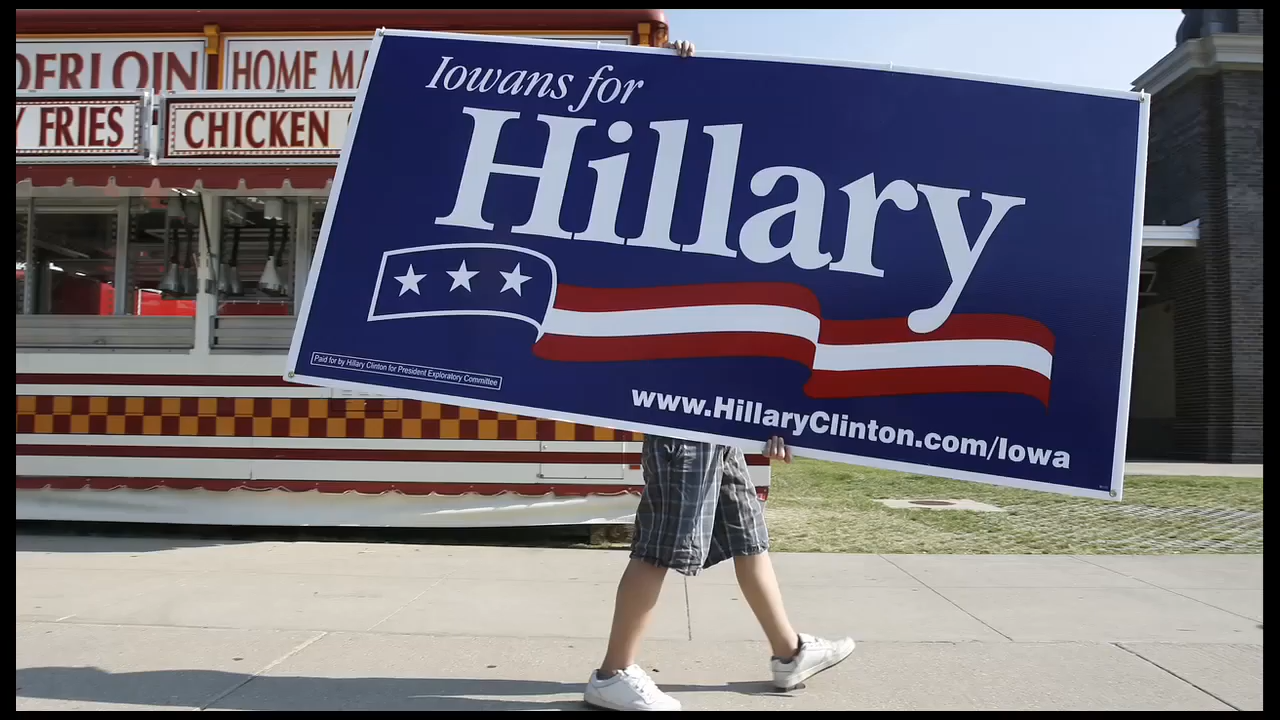 DERLOIN HOME MA
Y FRIES CHICKEN
Iowans for
Hillary
Paid for by Hillary Clinton for President Exploratory Committee
www.HillaryClinton.com/Iowa